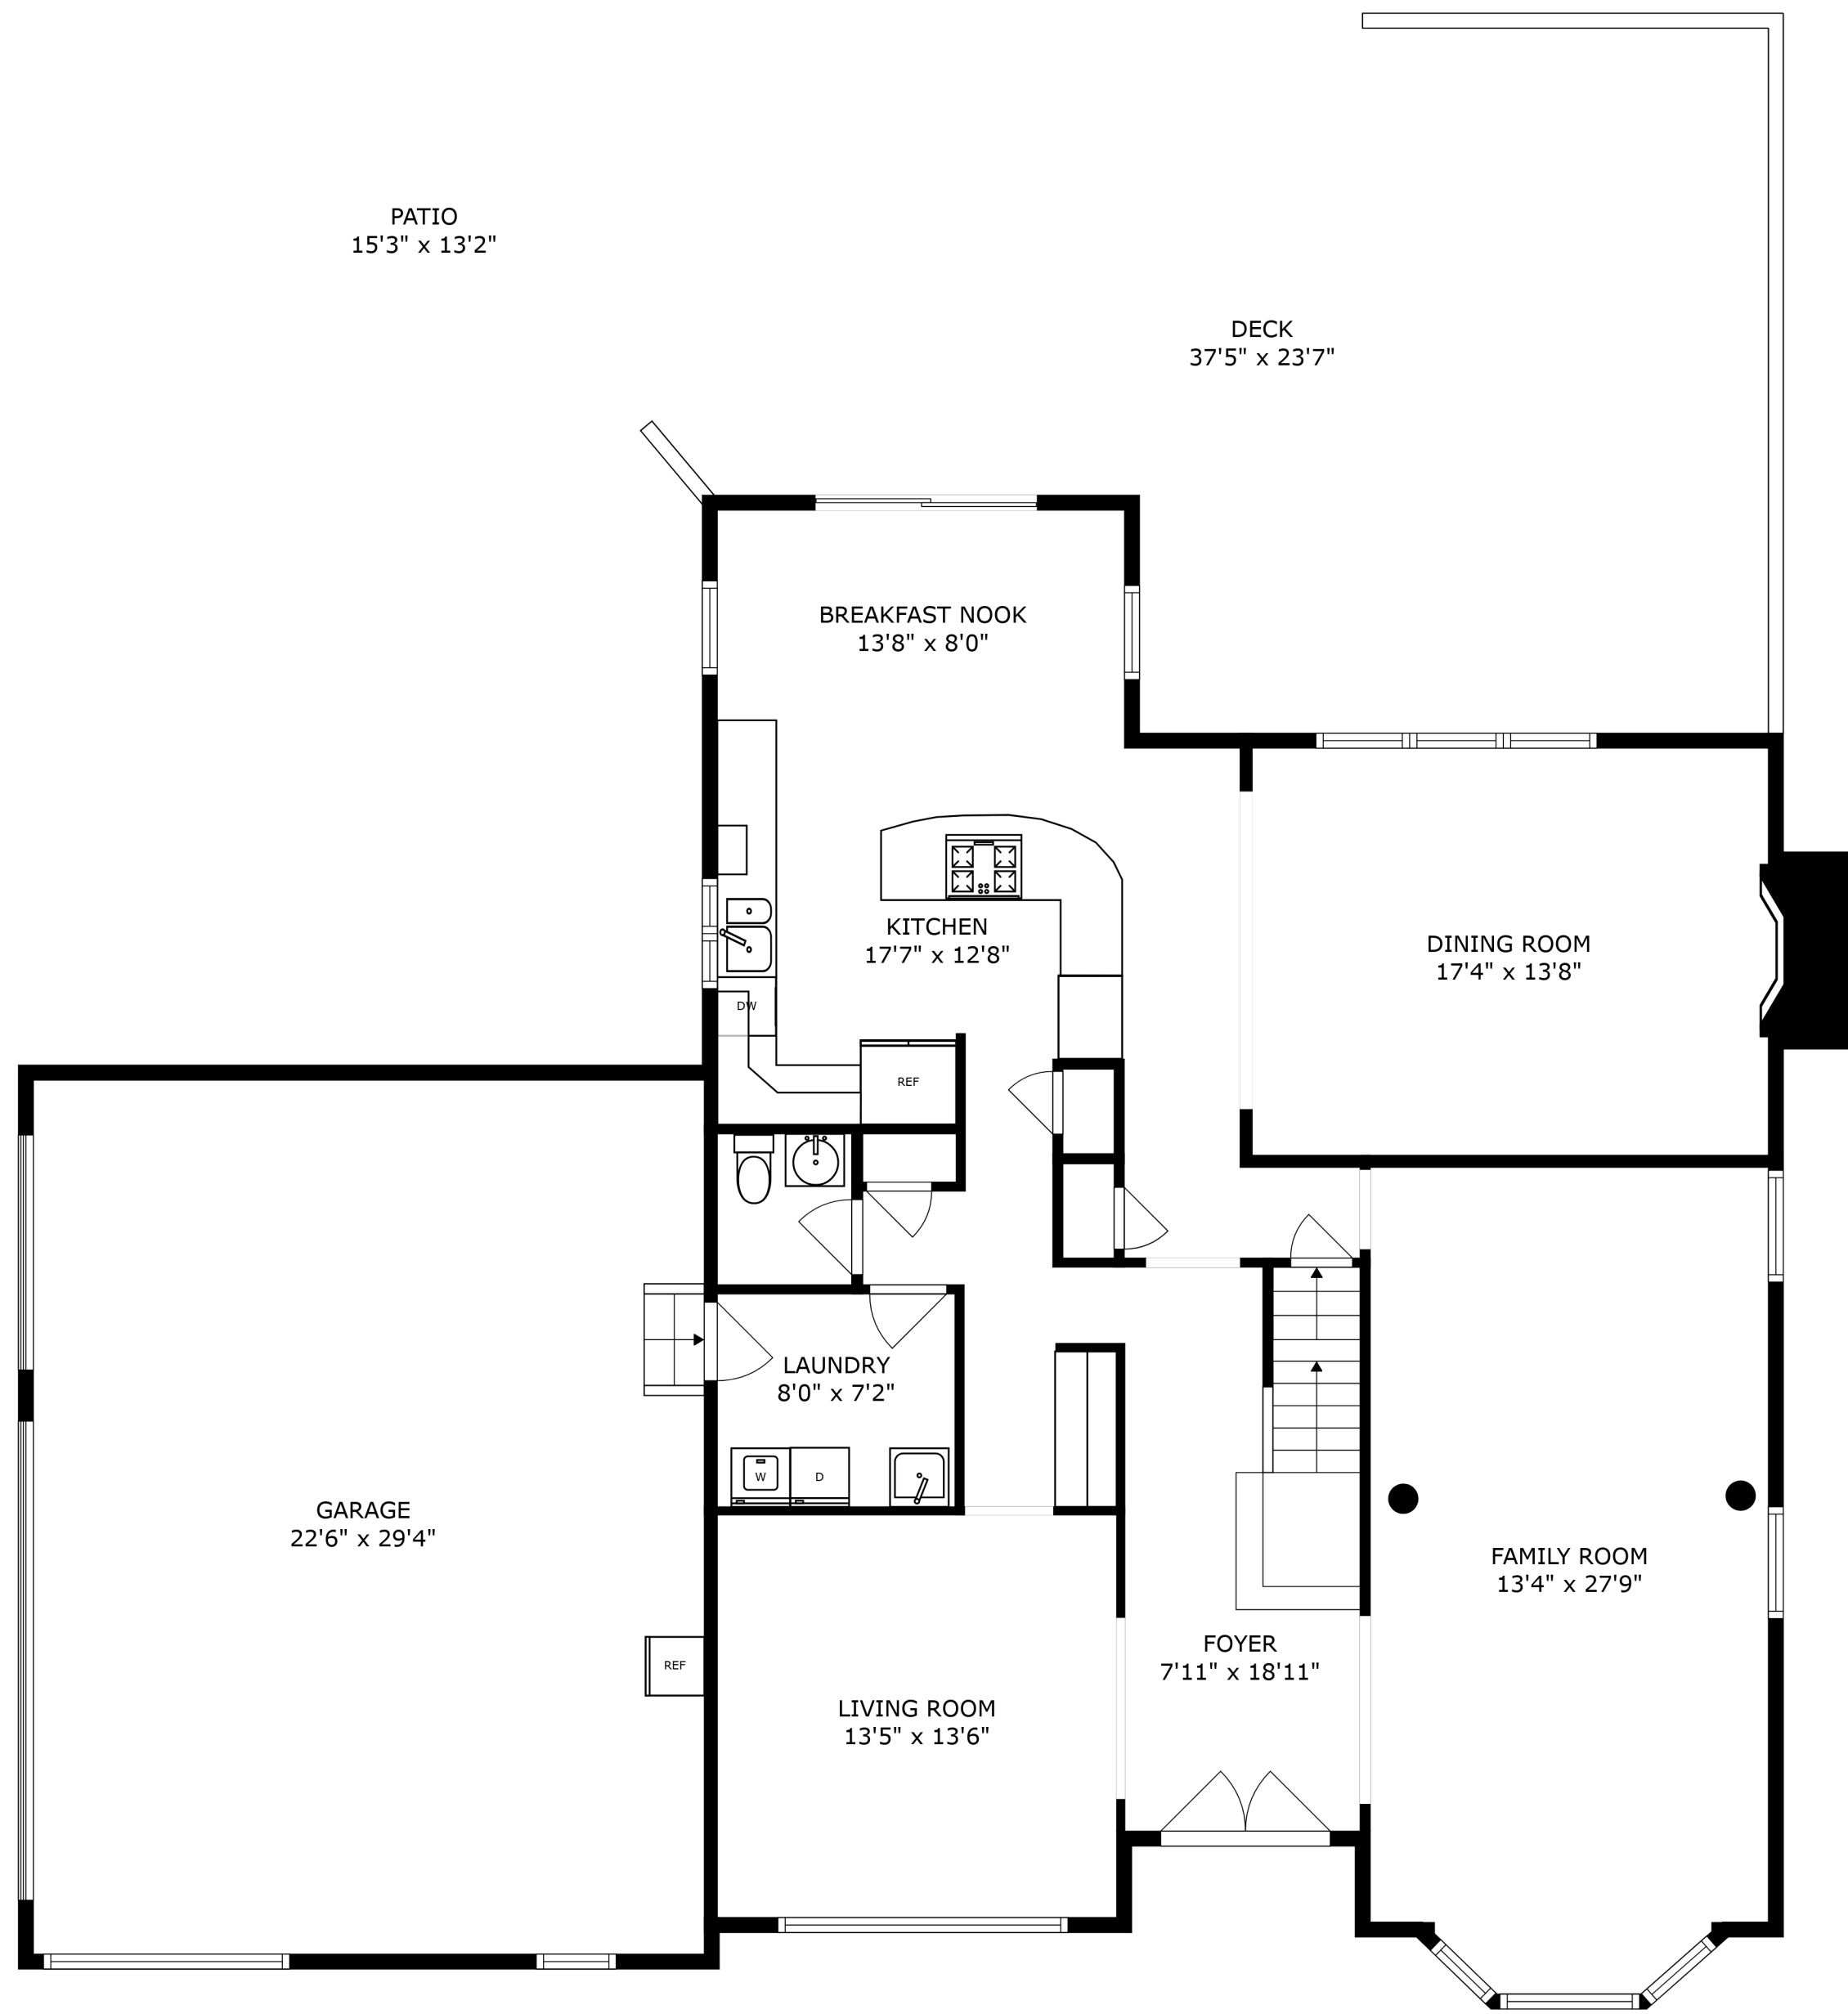 PATIO
15'3" x 13'2"
DECK
37'5" x 23'7"
BREAKFAST NOOK
13'8" x 8'0"
KITCHEN
17'7" x 12'8"
DINING ROOM
17'4" x 13'8"
DW
REF
LAUNDRY
8'0" x 7'2"
W
D
GARAGE
22'6" x 29'4"
FAMILY ROOM
13'4" x 27'9"
FOYER
7'11" x 18'11"
REF
LIVING ROOM
13'5" x 13'6"